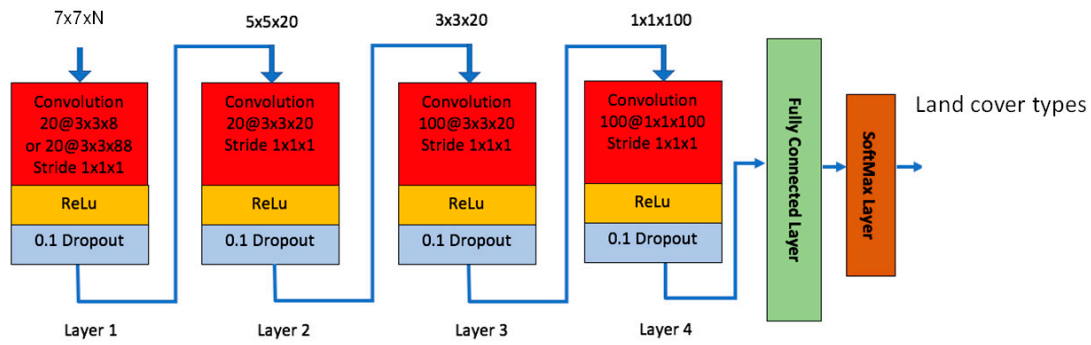 7x7xN
5x5x20
3x3x20
1x1x100
Convolution
20@3x3x8
or 20@3x3x88
Stride 1x1x1
ReLu
0.1 Dropout
Layer 1
Convolution
20@3x3x20
Stride 1x1x1
ReLu
0.1 Dropout
Layer 2
Convolution
100@3x3x20
Stride 1x1x1
ReLu
0.1 Dropout
Layer 3
Convolution
100@1x1x100
Stride 1x1x1
ReLu
0.1 Dropout
Layer 4
Fully Connected Layer
SoftMax Layer
Land cover types